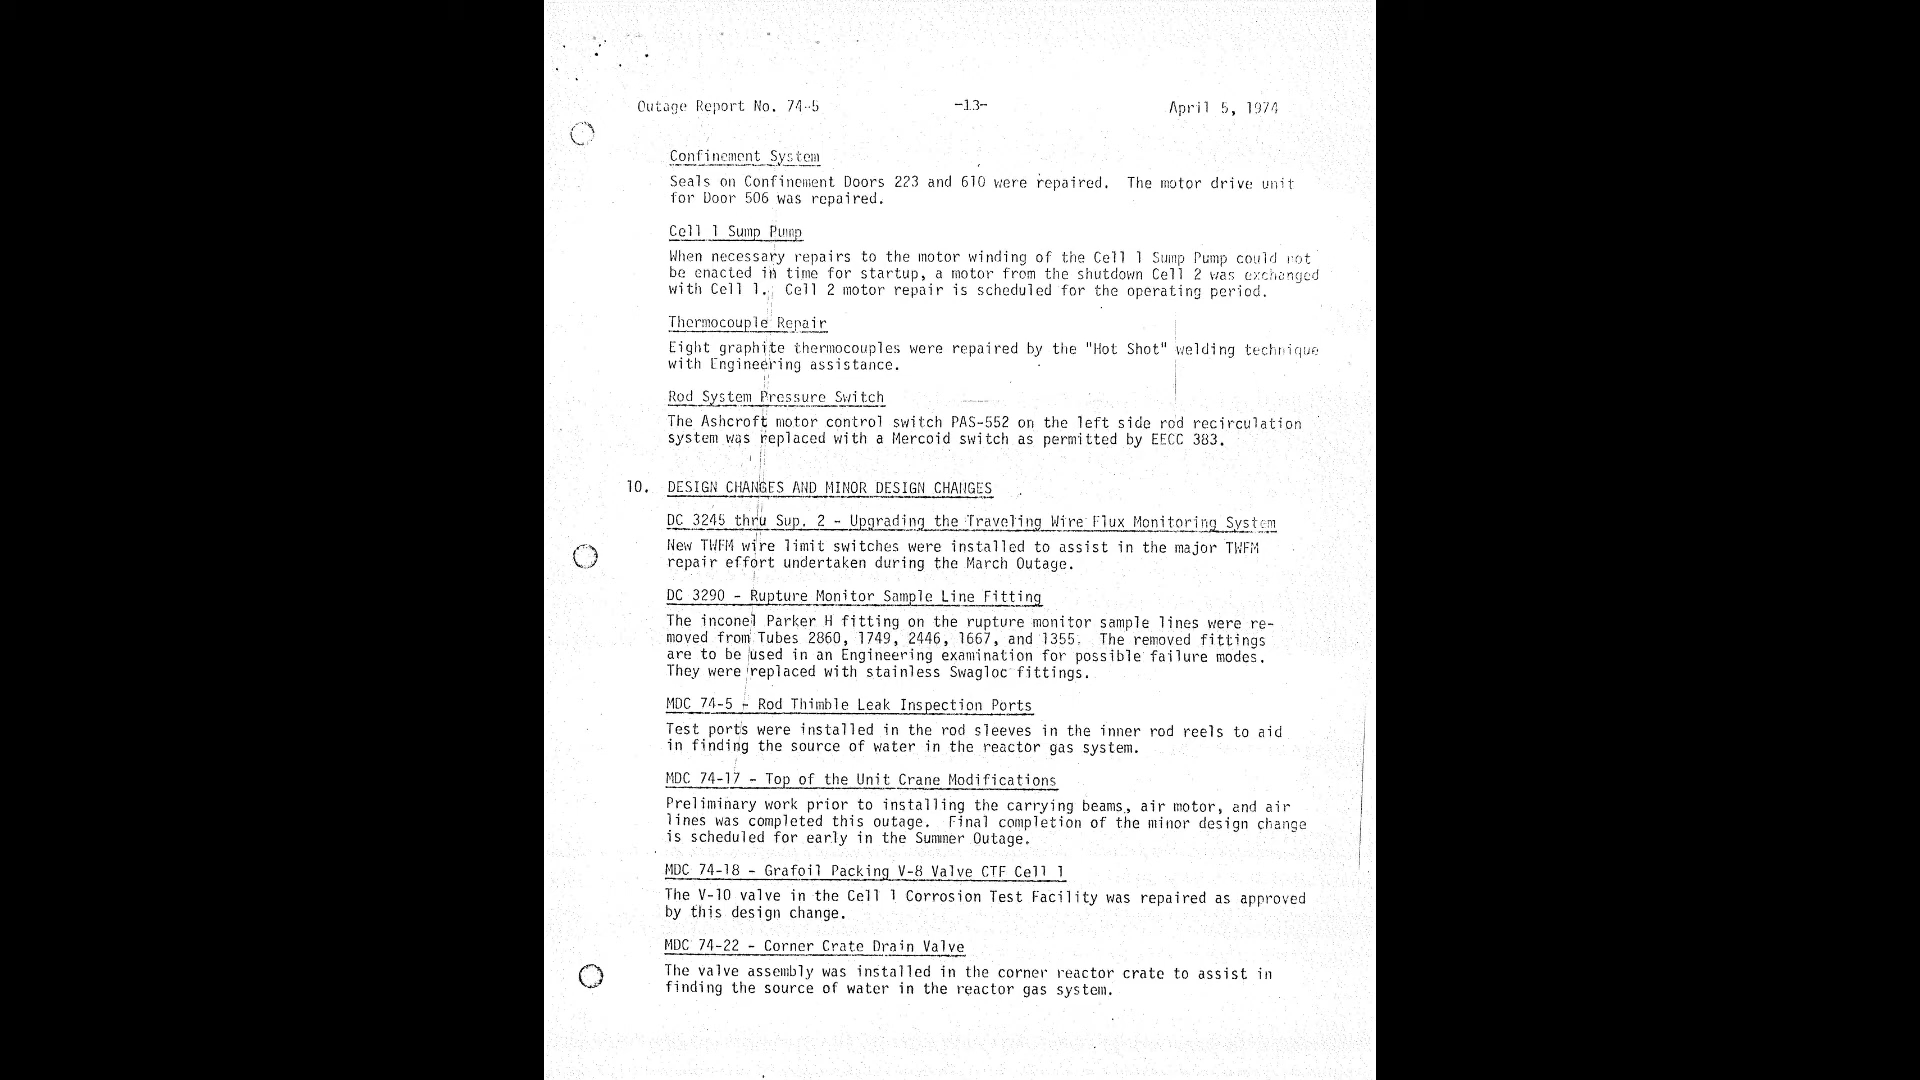 Outage Report No. 74-5 -13- April 5, 1974
Confinement System
Seals on Confinement Doors 223 and 610 were repaired. The motor drive unit
for Door 506 was repaired.
Cell 1 Sump Pump
When necessary repairs to the motor winding of the Cell 1 Sump Pump could not
be enacted in time for startup, a motor from the shutdown Cell 2 was exchanged
with Cell 1. Cell 2 motor repair is scheduled for the operating period.
Thermocouple Repair
Eight graphite thermocouples were repaired by the "Hot Shot" welding technique
with Engineering assistance.
Rod System Pressure Switch
The Ashcroft motor control switch PAS-552 on the left side rod recirculation
system was replaced with a Mercoid switch as permitted by EECC 383.
10. DESIGN CHANGES AND MINOR DESIGN CHANGES
DC 3245 thru Sup. 2 - Upgrading the Traveling Wire Flux Monitoring System
New TWFM wire limit switches were installed to assist in the major TWFM
repair effort undertaken during the March Outage.
DC 3290 - Rupture Monitor Sample Line Fitting
The inconel Parker H fitting on the rupture monitor sample lines were re-
moved from Tubes 2860, 1749, 2446, 1667, and 1355. The removed fittings
are to be used in an Engineering examination for possible failure modes.
They were replaced with stainless Swagloc fittings.
MDC 74-5 - Rod Thimble Leak Inspection Ports
Test ports were installed in the rod sleeves in the inner rod reels to aid
in finding the source of water in the reactor gas system.
MDC 74-17 - Top of the Unit Crane Modifications
Preliminary work prior to installing the carrying beams, air motor, and air
lines was completed this outage. Final completion of the minor design change
is scheduled for early in the Summer Outage.
MDC 74-18 - Grafoil Packing V-8 Valve CTF Cell 1
The V-10 valve in the Cell 1 Corrosion Test Facility was repaired as approved
by this design change.
MDC 74-22 - Corner Crate Drain Valve
The valve assembly was installed in the corner reactor crate to assist in
finding the source of water in the reactor gas system.